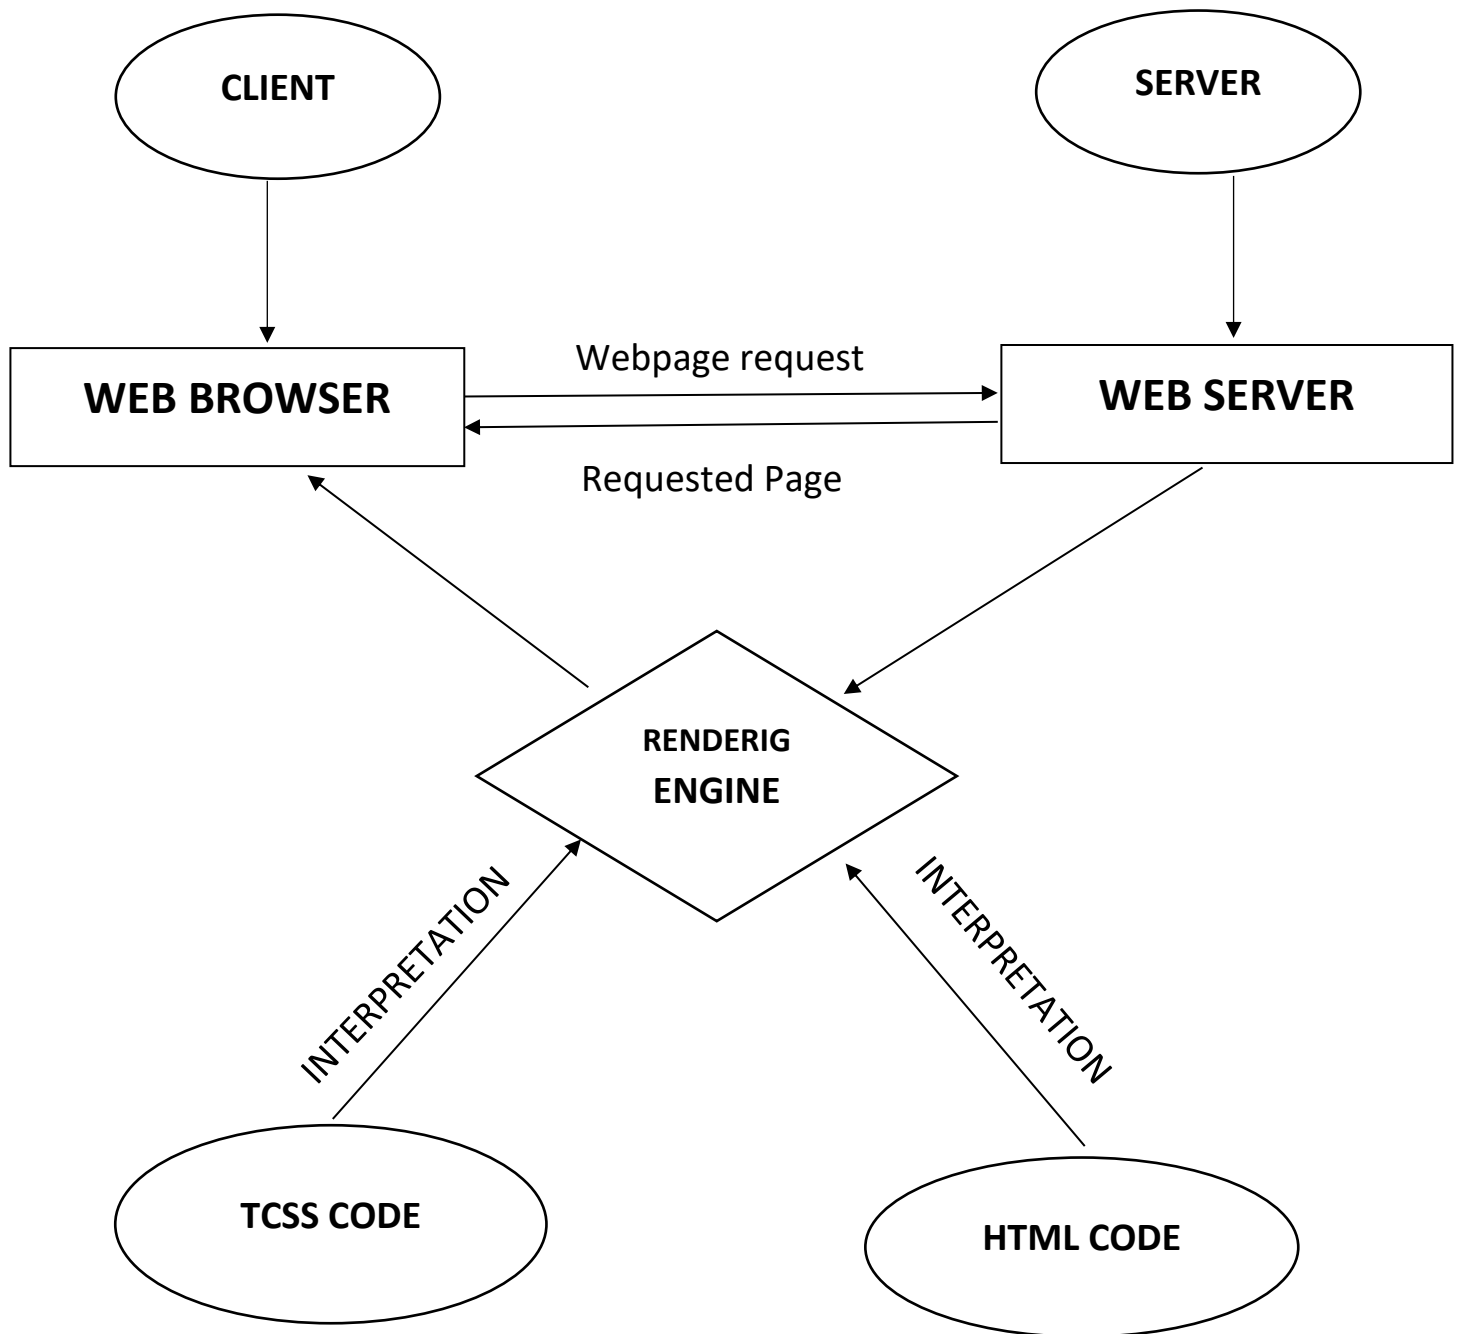 CLIENT
SERVER
Webpage request
WEB BROWSER
WEB SERVER
Requested Page
RENDERIG
ENGINE
INTERPRETATION
INTERPRETATION
TCSS CODE
HTML CODE